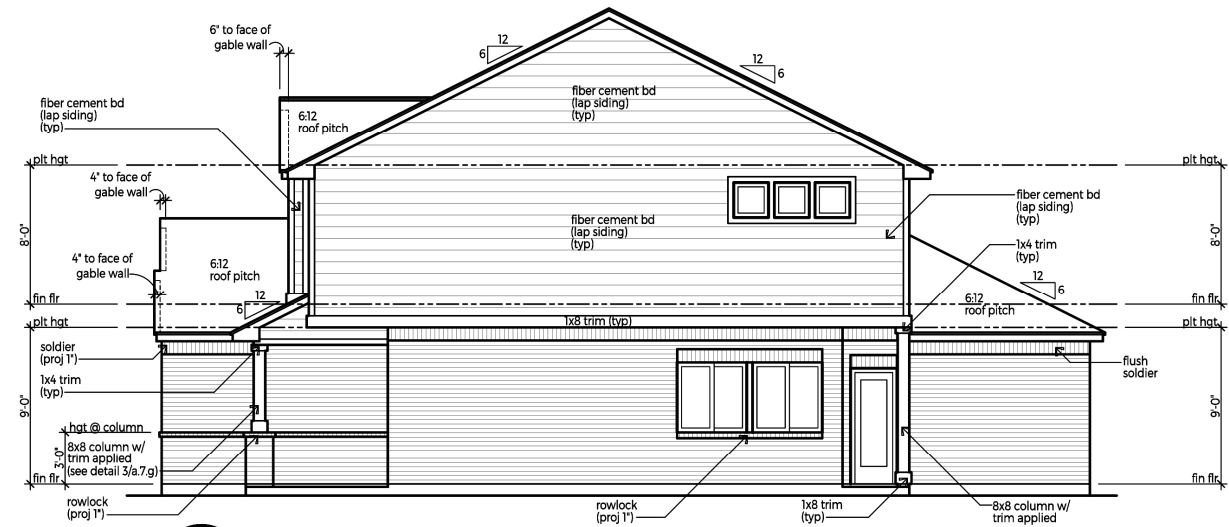 6" to face of
gable wall
12
6
12
6
fiber cement bd
(lap siding)
(typ)
fiber cement bd
(lap siding)
(typ)
6:12
roof pitch
plt hgt
plt hgt
4" to face of
gable wall
8'-0"
fiber cement bd
(lap siding)
(typ)
fiber cement bd
(lap siding)
(typ)
8'-0"
1x4 trim
(typ)
4" to face of
gable wall
6:12
roof pitch
12
6
12
6
6:12
roof pitch
fin flr
fin flr
plt hgt
plt hgt
1x8 trim (typ)
soldier
(proj 1")
flush
soldier
1x4 trim
(typ)
9'-0"
9'-0"
hgt @ column
8x8 column w/
trim applied
(see detail 3/a.7.g)
3'-0"
fin flr
fin flr
rowlock
(proj 1")
rowlock
(proj 1")
1x8 trim
(typ)
8x8 column w/
trim applied